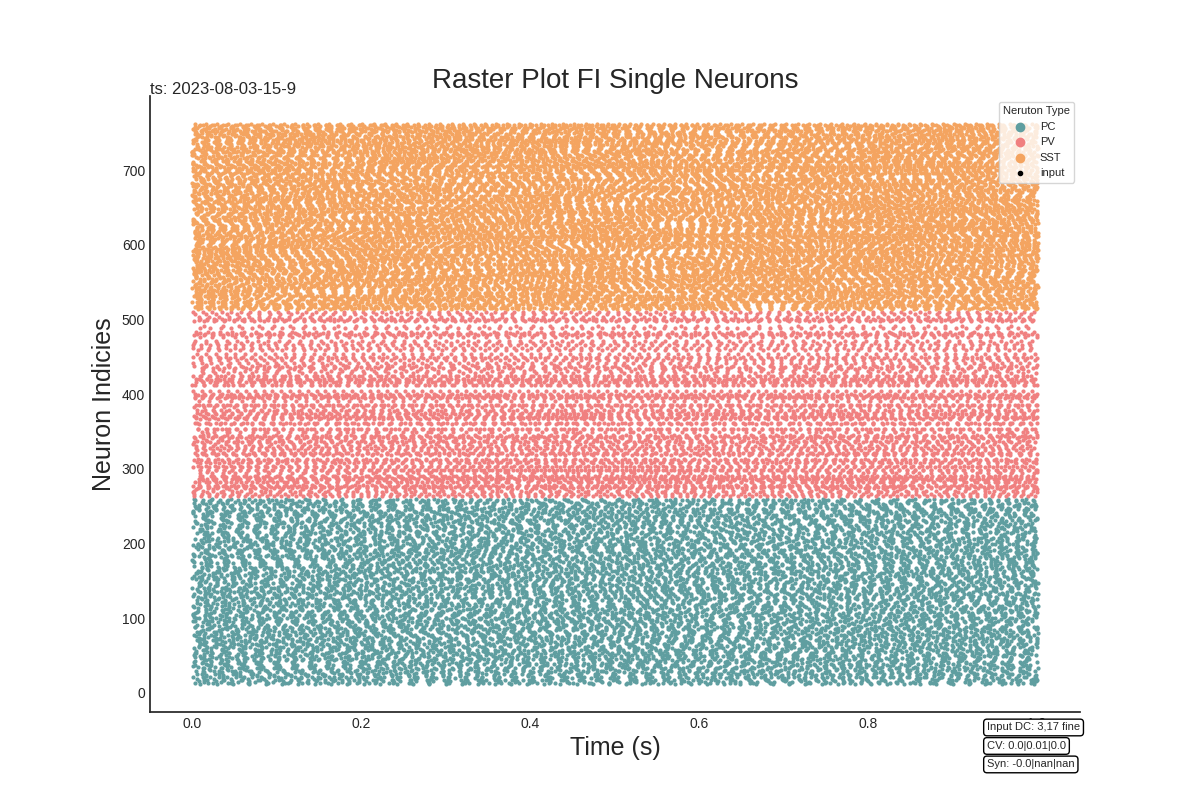 Raster Plot FI Single Neurons
ts: 2023-08-03-15-9
Neruton Type
PC
PV
SST
input
Neuron Indicies
700
600
500
400
300
200
100
0
0.0 0.2 0.4 0.6 0.8
Time (s)
Input DC: 3,17 fine
CV: 0.0|0.01|0.0
Syn: -0.0|nan|nan